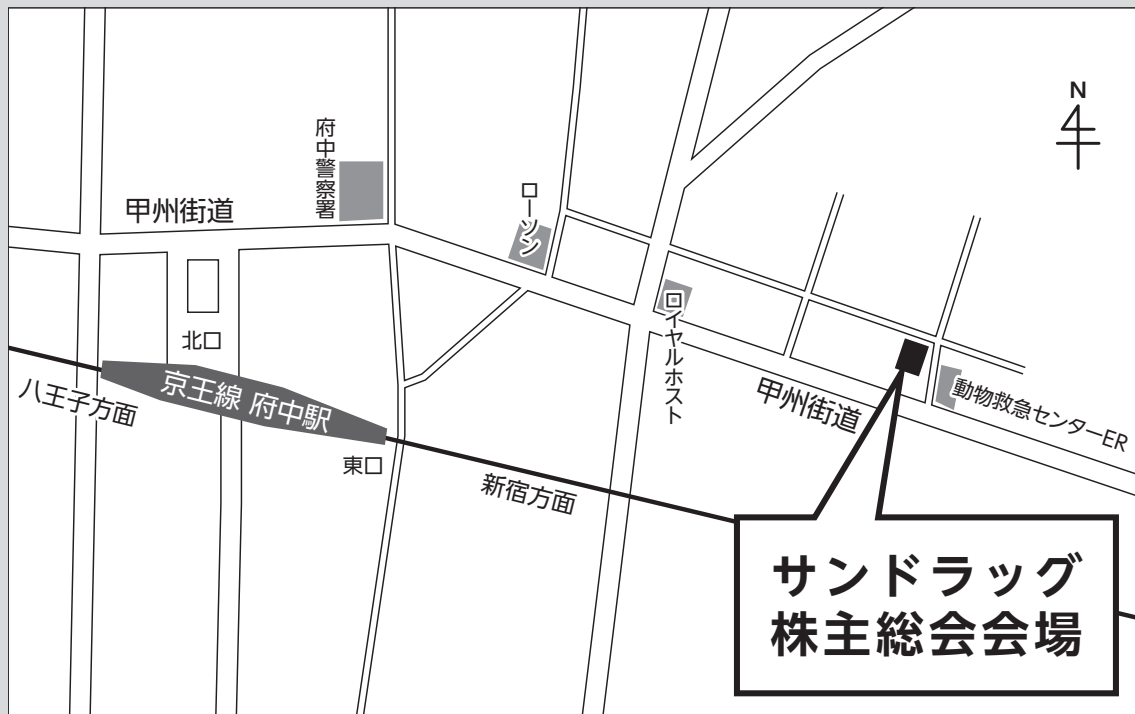 N
府中警察署
甲州街道
ローソン
北口
ロイヤルホスト
京王線 府中駅
八王子方面
甲州街道
動物救急センターER
東口
新宿方面
サンドラッグ
株主総会会場